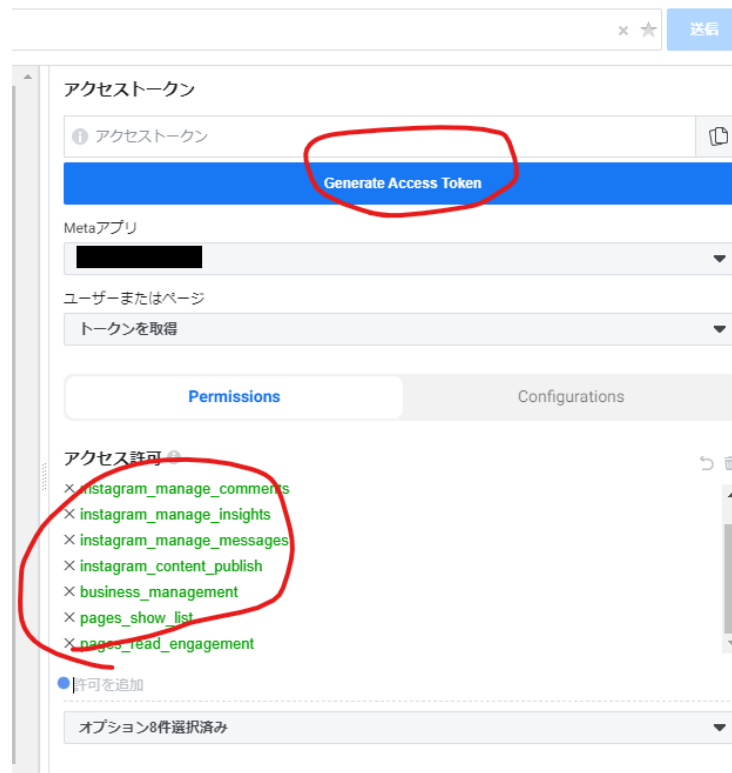 送信
アクセストークン
アクセストークン
Generate Access Token
Metaアプリ
ユーザーまたはページ
トークンを取得
Permissions Configurations
アクセス許可
instagram_manage_comments
instagram_manage_insights
instagram_manage_messages
instagram_content_publish
business_management
pages_show_list
pages_read_engagement
許可を追加
オプション8件選択済み